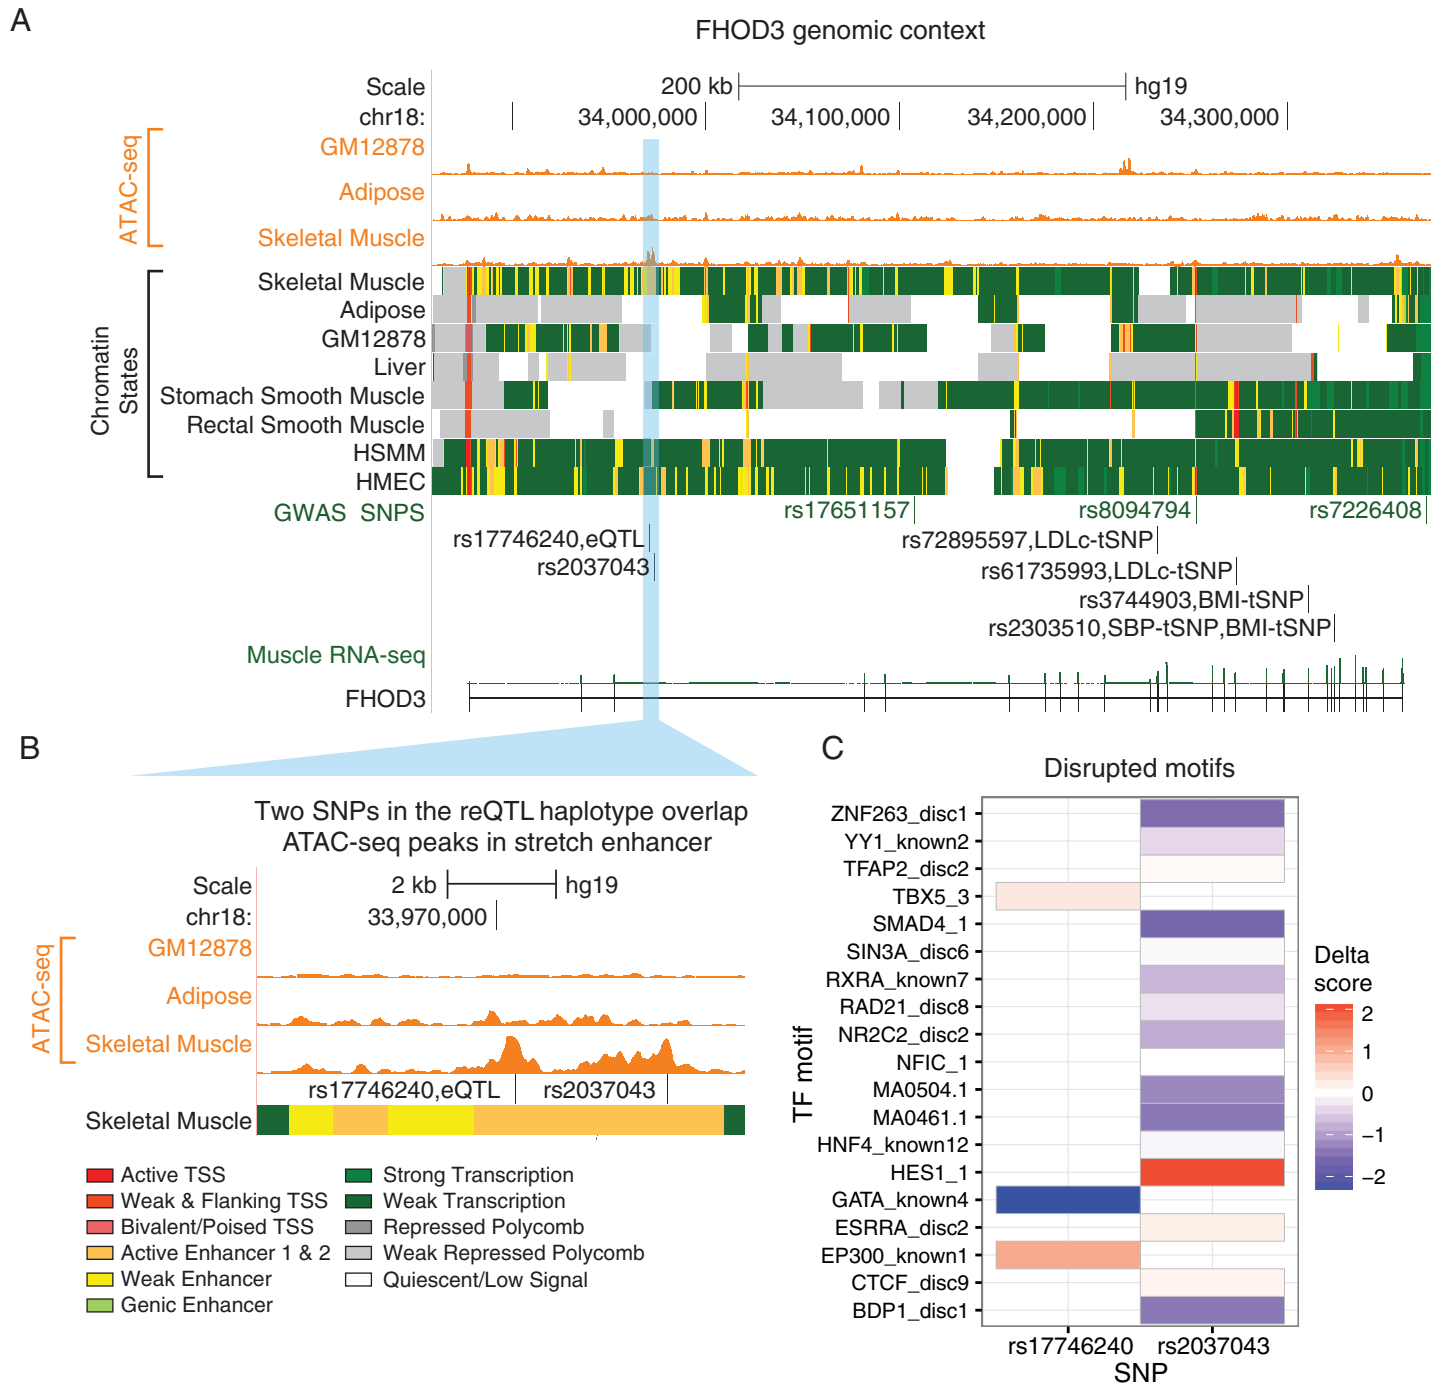 A
FHOD3 genomic context
Scale
200 kb
hg19
chr18:
34,000,000
34,100,000
34,200,000
34,300,000
ATAC-seq
GM12878
Adipose
Skeletal Muscle
Chromatin States
Skeletal Muscle
Adipose
GM12878
Liver
Stomach Smooth Muscle
Rectal Smooth Muscle
HSMM
HMEC
GWAS SNPS
rs17651157
rs8094794
rs7226408
rs17746240,eQTL
rs72895597,LDLc-tSNP
rs2037043
rs61735993,LDLc-tSNP
rs3744903,BMI-tSNP
rs2303510,SBP-tSNP,BMI-tSNP
Muscle RNA-seq
FHOD3
B
Two SNPs in the reQTL haplotype overlap
ATAC-seq peaks in stretch enhancer
Scale
2 kb
hg19
chr18:
33,970,000
ATAC-seq
GM12878
Adipose
Skeletal Muscle
rs17746240,eQTL
rs2037043
Skeletal Muscle
Active TSS
Weak & Flanking TSS
Bivalent/Poised TSS
Active Enhancer 1 & 2
Weak Enhancer
Genic Enhancer
Strong Transcription
Weak Transcription
Repressed Polycomb
Weak Repressed Polycomb
Quiescent/Low Signal
C
Disrupted motifs
TF motif
ZNF263_disc1
YY1_known2
TFAP2_disc2
TBX5_3
SMAD4_1
SIN3A_disc6
RXRA_known7
RAD21_disc8
NR2C2_disc2
NFIC_1
MA0504.1
MA0461.1
HNF4_known12
HES1_1
GATA_known4
ESRRA_disc2
EP300_known1
CTCF_disc9
BDP1_disc1
rs17746240
rs2037043
SNP
Delta
score
2
1
0
−1
−2